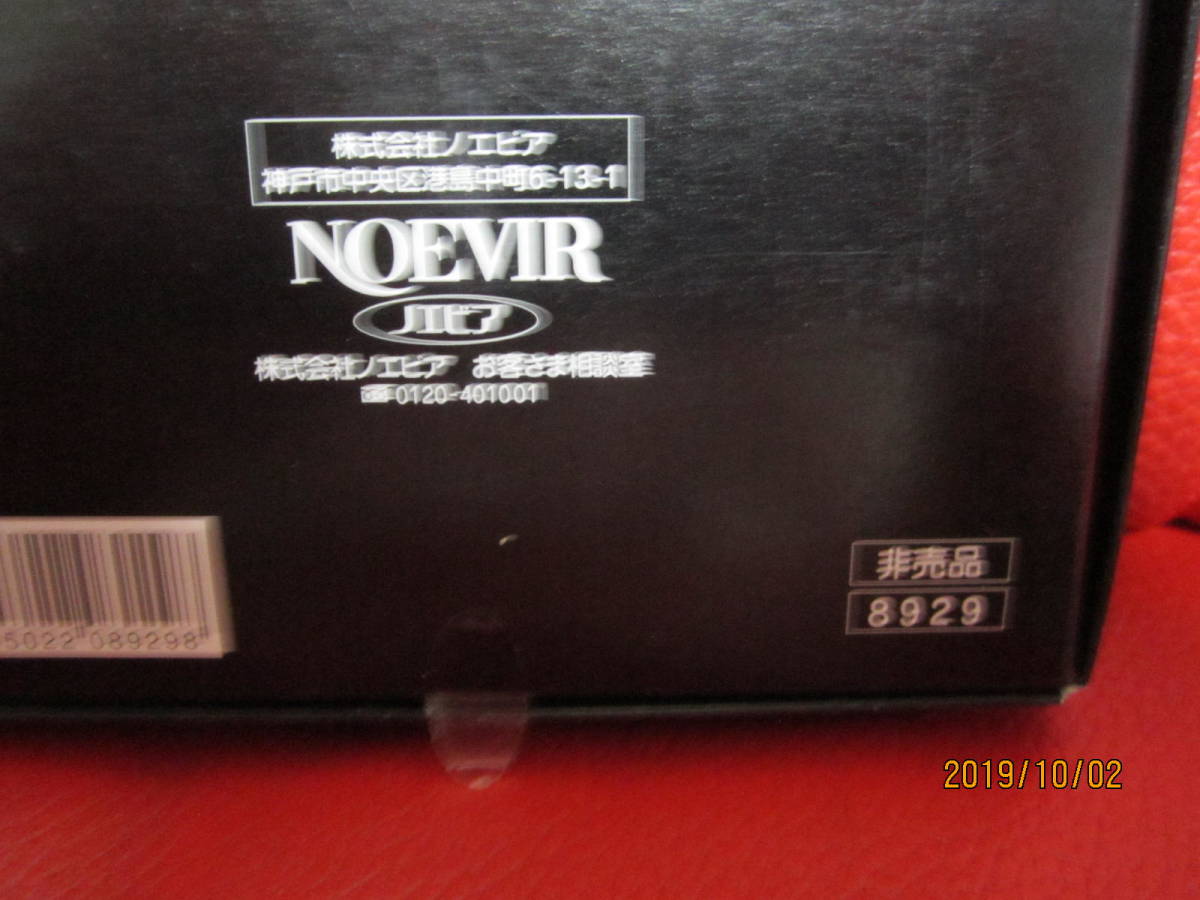 株式会社ノエビア
神戸市中央区港島中町6-13-1
NOEVIR
ノエビア
株式会社ノエビア お客さま相談室
☎0120-401001
5022 089298
非売品
8929
2019/10/02